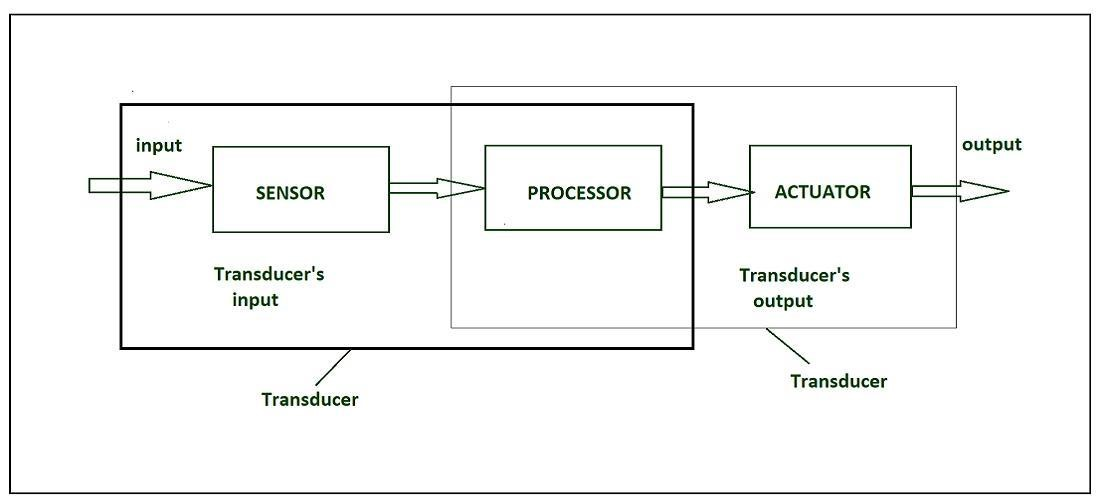 input
output
SENSOR
PROCESSOR
ACTUATOR
Transducer's
input
Transducer's
output
Transducer
Transducer